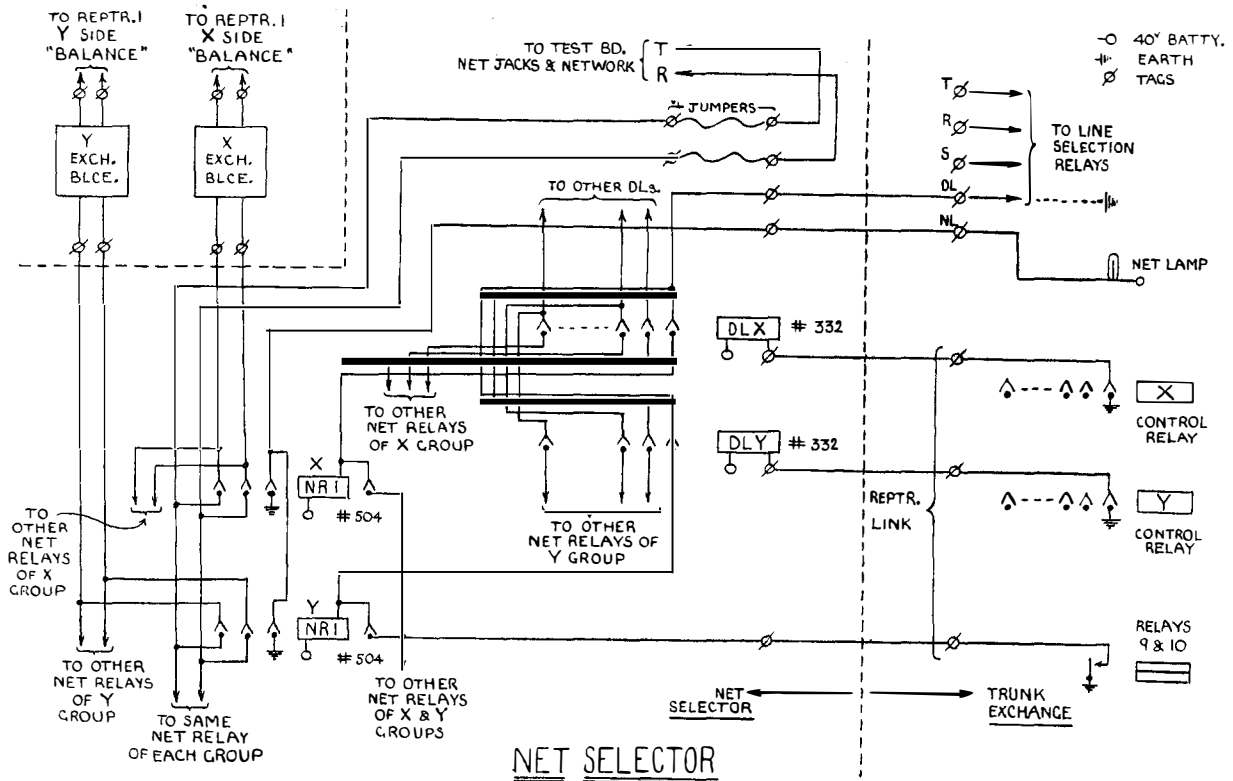 TO REPTR. 1
Y SIDE
"BALANCE"
TO REPTR. 1
X SIDE
"BALANCE"
TO TEST BD.
NET JACKS & NETWORK
T
R
40V BATTY.
EARTH
TAGS
JUMPERS
Y
EXCH.
BLCE.
X
EXCH.
BLCE.
T
R
S
DL
NL
TO LINE
SELECTION
RELAYS
TO OTHER DLs.
NET LAMP
DLX
# 332
X
CONTROL
RELAY
TO OTHER
NET RELAYS
OF X GROUP
DLY
# 332
Y
CONTROL
RELAY
REPTR.
LINK
X
NR1
# 504
TO
OTHER
NET
RELAYS
OF X
GROUP
TO OTHER
NET RELAYS OF
Y GROUP
Y
NR1
# 504
RELAYS
9 & 10
TO OTHER
NET RELAYS
OF Y
GROUP
TO SAME
NET RELAY
OF EACH GROUP
TO OTHER
NET RELAYS
OF X & Y
GROUPS
NET
SELECTOR
TRUNK
EXCHANGE
NET SELECTOR